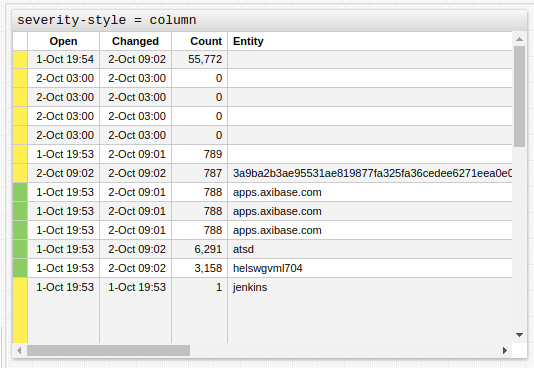 severity-style = column
Open Changed Count Entity
1-Oct 19:54 2-Oct 09:02 55,772
2-Oct 03:00 2-Oct 03:00 0
2-Oct 03:00 2-Oct 03:00 0
2-Oct 03:00 2-Oct 03:00 0
2-Oct 03:00 2-Oct 03:00 0
1-Oct 19:53 2-Oct 09:01 789
2-Oct 09:02 2-Oct 09:02 787 3a9ba2b3ae95531ae819877fa325fa36cedee6271eea0e0
1-Oct 19:53 2-Oct 09:01 788 apps.axibase.com
1-Oct 19:53 2-Oct 09:01 788 apps.axibase.com
1-Oct 19:53 2-Oct 09:01 788 apps.axibase.com
1-Oct 19:53 2-Oct 09:02 6,291 atsd
1-Oct 19:53 2-Oct 09:02 3,158 helswgvml704
1-Oct 19:53 1-Oct 19:53 1 jenkins